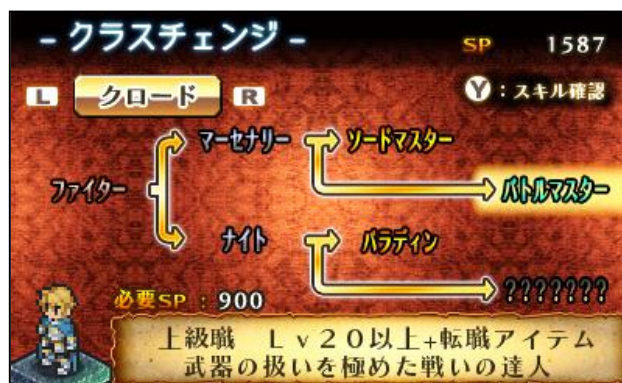 - クラスチェンジ -
SP 1587
L クロード R
Y：スキル確認
マーセナリー ソードマスター
ファイター バトルマスター
ナイト パラディン
???????
必要SP：900
上級職 Lv20以上+転職アイテム
武器の扱いを極めた戦いの達人